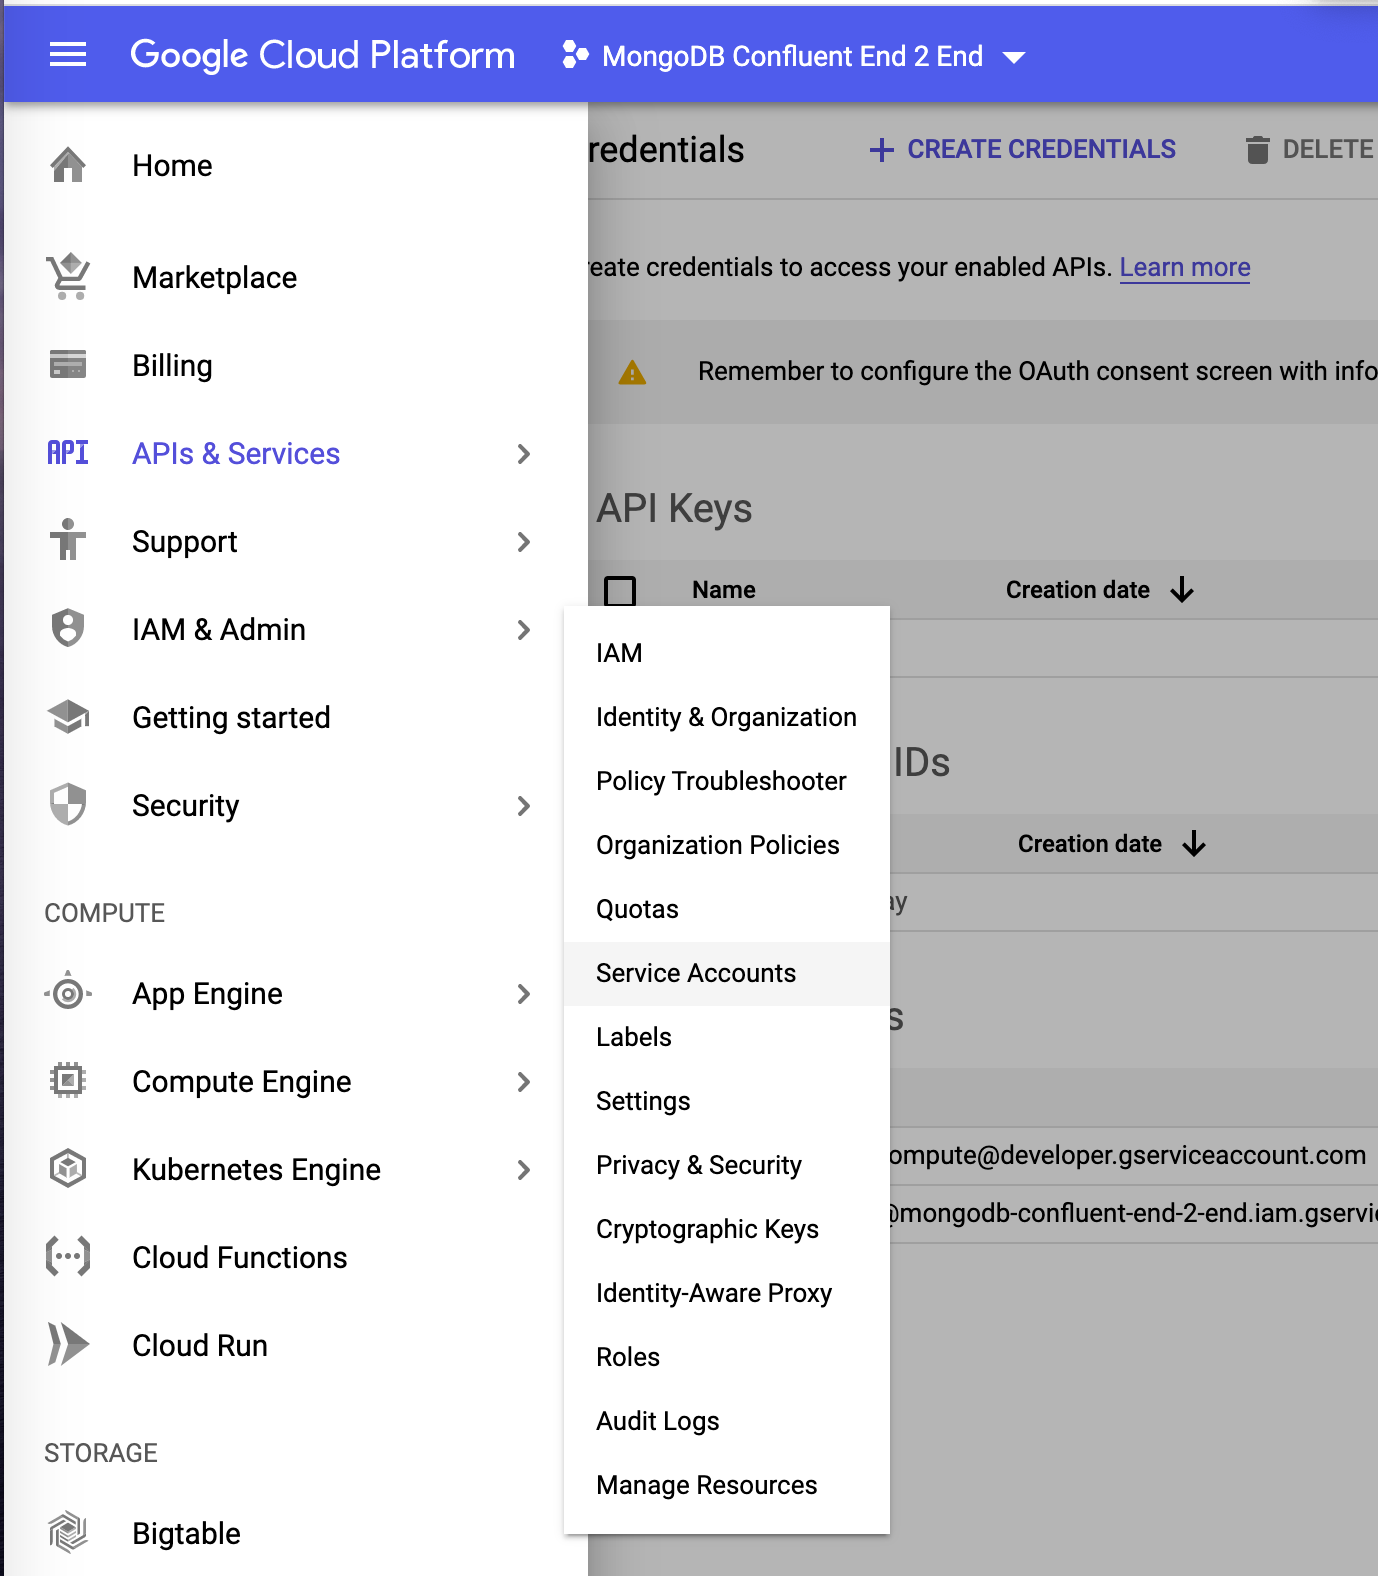 Google Cloud Platform MongoDB Confluent End 2 End
Home
Marketplace
Billing
API APIs & Services
Support
IAM & Admin
Getting started
Security
COMPUTE
App Engine
Compute Engine
Kubernetes Engine
Cloud Functions
Cloud Run
STORAGE
Bigtable
IAM
Identity & Organization
Policy Troubleshooter
Organization Policies
Quotas
Service Accounts
Labels
Settings
Privacy & Security
Cryptographic Keys
Identity-Aware Proxy
Roles
Audit Logs
Manage Resources
redentials + CREATE CREDENTIALS DELETE
reate credentials to access your enabled APIs. Learn more
Remember to configure the OAuth consent screen with info
API Keys
Name Creation date
IDs
Creation date
ay
s
ompute@developer.gserviceaccount.com
@mongodb-confluent-end-2-end.iam.gservic